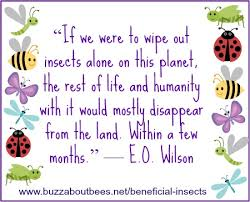 “If we were to wipe out
insects alone on this planet,
the rest of life and humanity
with it would mostly disappear
from the land. Within a few
months.” — E.O. Wilson
www.buzzaboutbees.net/beneficial-insects